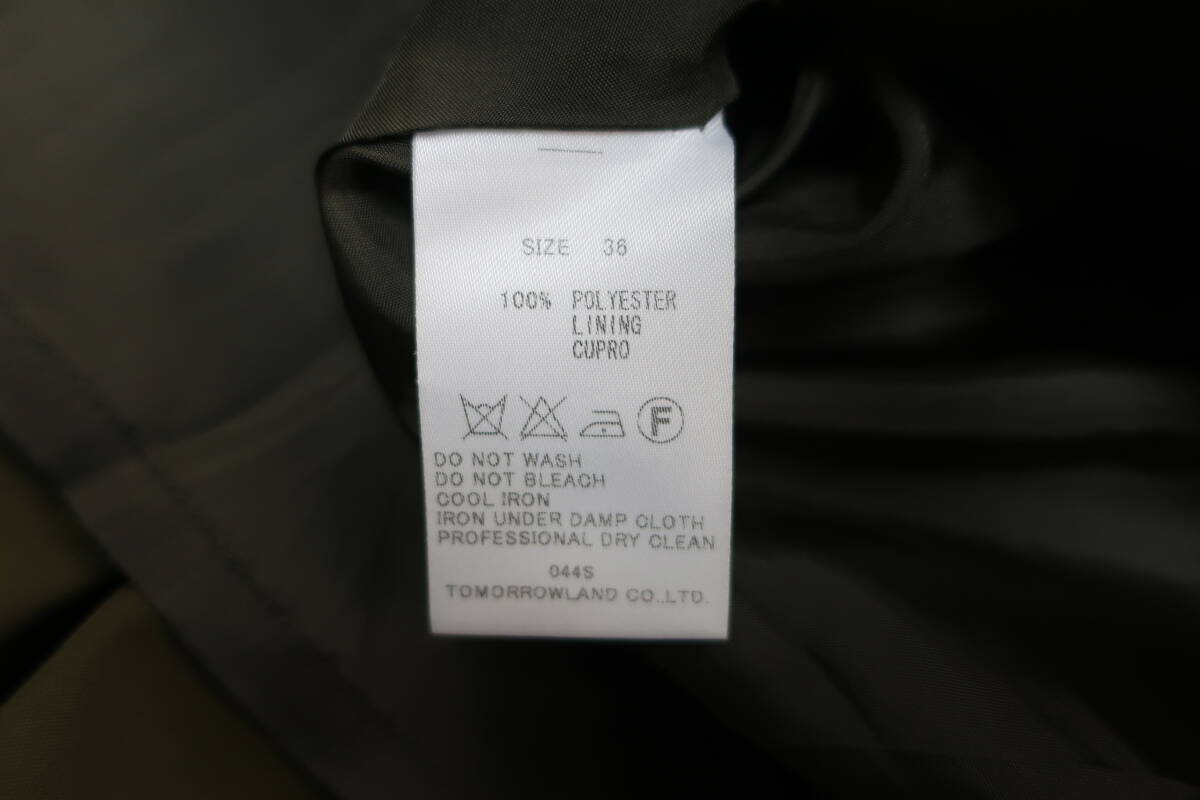 SIZE 36
100% POLYESTER
LINING
CUPRO
F
DO NOT WASH
DO NOT BLEACH
COOL IRON
IRON UNDER DAMP CLOTH
PROFESSIONAL DRY CLEAN
044S
TOMORROWLAND CO.,LTD.